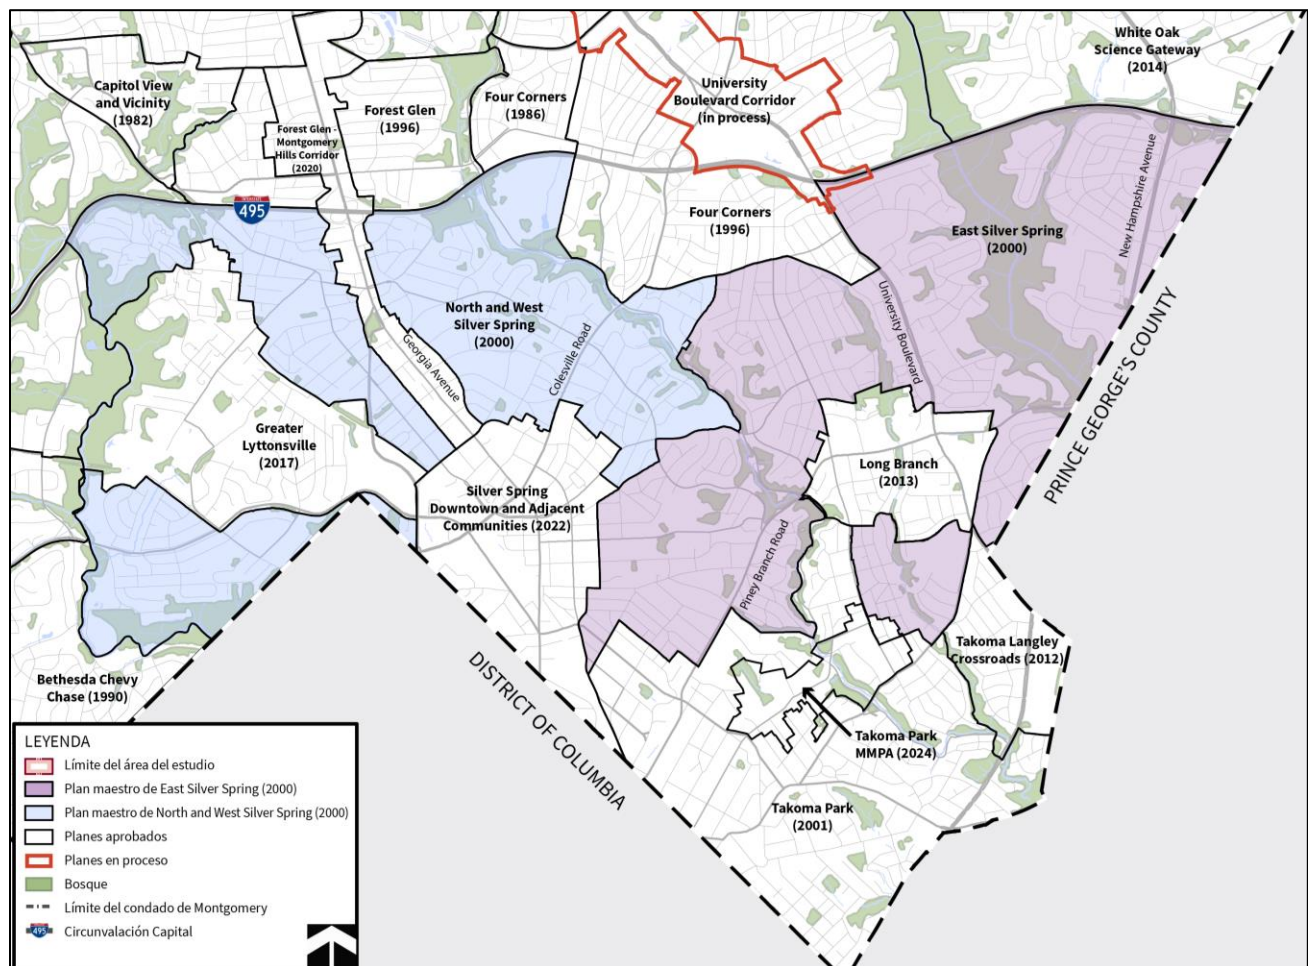 White Oak
Science Gateway
(2014)
Capitol View
and Vicinity
(1982)
Forest Glen
(1996)
Four Corners
(1986)
University
Boulevard Corridor
(in process)
Forest Glen -
Montgomery
Hills Corridor
(2020)
New Hampshire Avenue
INTERSTATE
495
Four Corners
(1996)
East Silver Spring
(2000)
North and West
Silver Spring
(2000)
University Boulevard
Georgia Avenue
Colesville Road
PRINCE GEORGE'S COUNTY
Greater
Lyttonsville
(2017)
Long Branch
(2013)
Silver Spring
Downtown and Adjacent
Communities (2022)
Piney Branch Road
Takoma Langley
Crossroads (2012)
Bethesda Chevy
Chase (1990)
DISTRICT OF COLUMBIA
Takoma Park
MMPA (2024)
Takoma Park
(2001)
LEYENDA
Límite del área del estudio
Plan maestro de East Silver Spring (2000)
Plan maestro de North and West Silver Spring (2000)
Planes aprobados
Planes en proceso
Bosque
Límite del condado de Montgomery
495
Circunvalación Capital